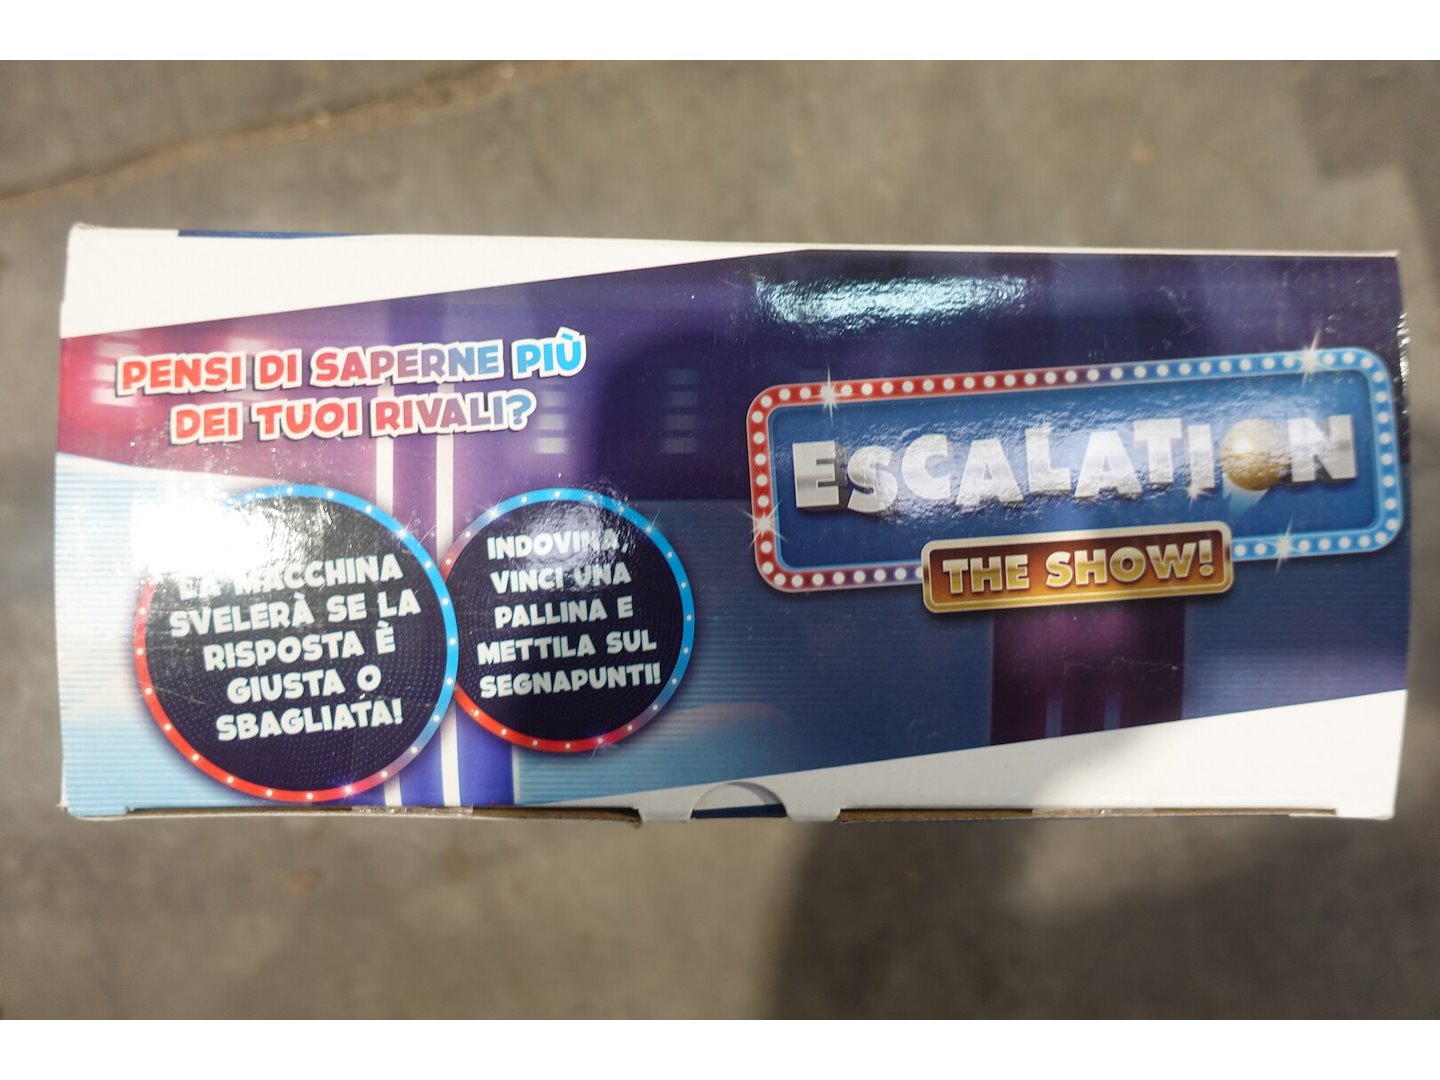 PENSI DI SAPERNE PIÙ
DEI TUOI RIVALI?
LA MACCHINA
SVELERÀ SE LA
RISPOSTA È
GIUSTA O
SBAGLIATA!
INDOVINA,
VINCI UNA
PALLINA E
METTILA SUL
SEGNAPUNTI!
ESCALATION
THE SHOW!